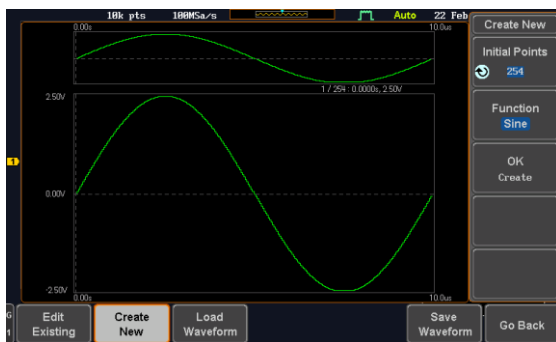 10k pts 100MSa/s Auto 22 Feb
Create New
0.00s 10.0us
Initial Points
254
1 / 254 : 0.0000s, 2.50V
2.50V
Function
Sine
1
0.00V
OK
Create
-2.50V
0.00s 10.0us
G
1
Edit
Existing
Create
New
Load
Waveform
Save
Waveform
Go Back